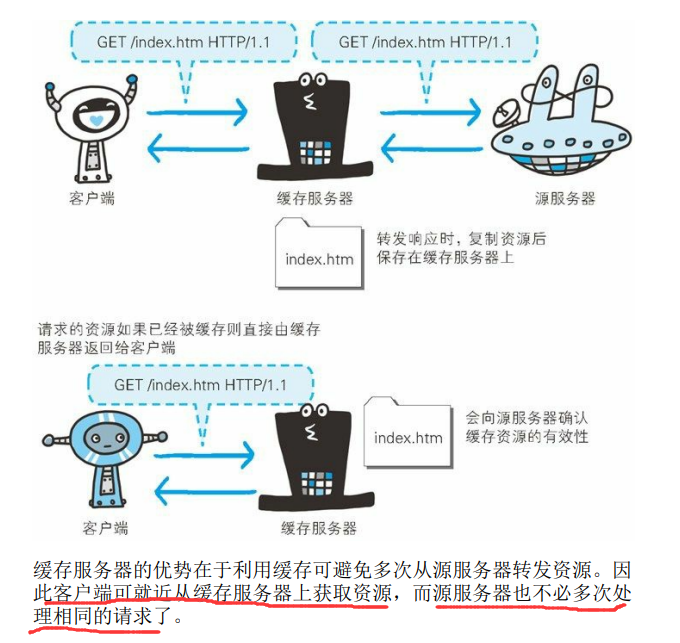 GET /index.htm HTTP/1.1
GET /index.htm HTTP/1.1
客户端
缓存服务器
源服务器
index.htm
转发响应时，复制资源后
保存在缓存服务器上
请求的资源如果已经被缓存则直接由缓存
服务器返回给客户端
GET /index.htm HTTP/1.1
index.htm
会向源服务器确认
缓存资源的有效性
客户端
缓存服务器
缓存服务器的优势在于利用缓存可避免多次从源服务器转发资源。因
此客户端可就近从缓存服务器上获取资源，而源服务器也不必多次处
理相同的请求了。